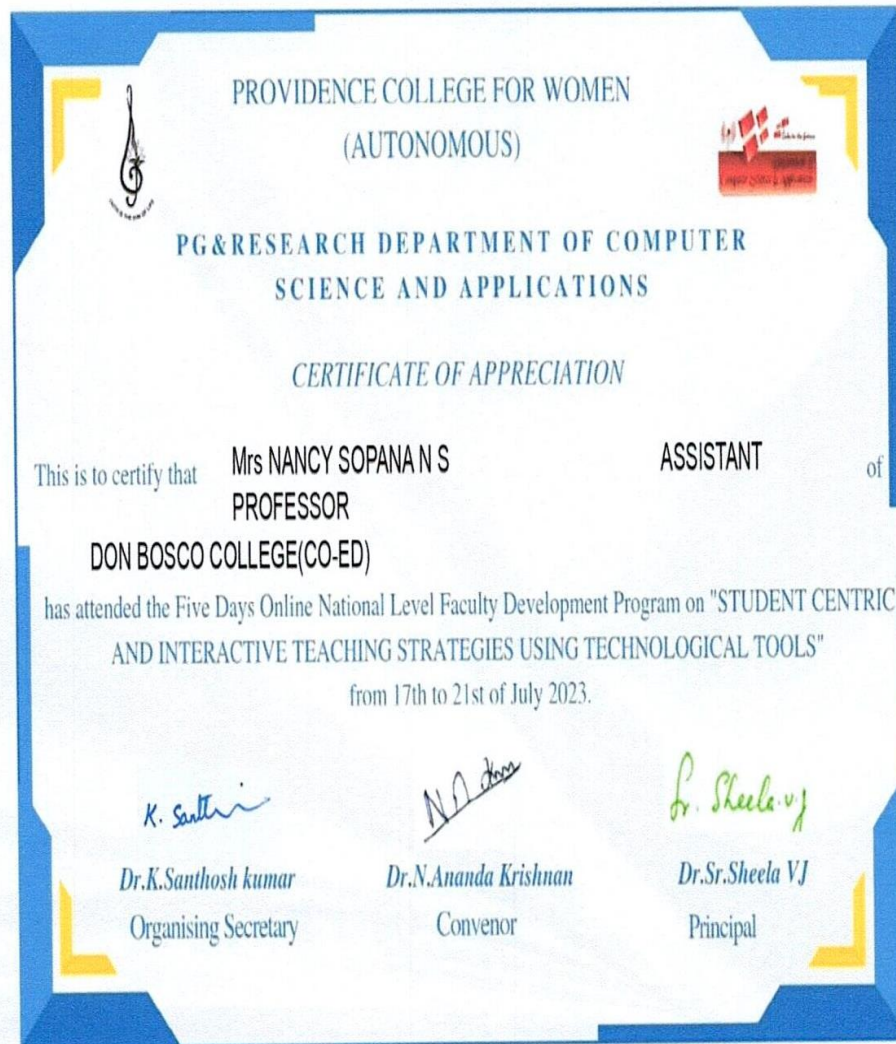 PROVIDENCE COLLEGE FOR WOMEN
(AUTONOMOUS)
PG&RESEARCH DEPARTMENT OF COMPUTER
SCIENCE AND APPLICATIONS
CERTIFICATE OF APPRECIATION
This is to certify that Mrs NANCY SOPANA N S ASSISTANT of
PROFESSOR
DON BOSCO COLLEGE(CO-ED)
has attended the Five Days Online National Level Faculty Development Program on "STUDENT CENTRIC
AND INTERACTIVE TEACHING STRATEGIES USING TECHNOLOGICAL TOOLS"
from 17th to 21st of July 2023.
K. Santhi
Sr. Sheela.v.J
Dr.K.Santhosh kumar Dr.N.Ananda Krishnan Dr.Sr.Sheela VJ
Organising Secretary Convenor Principal